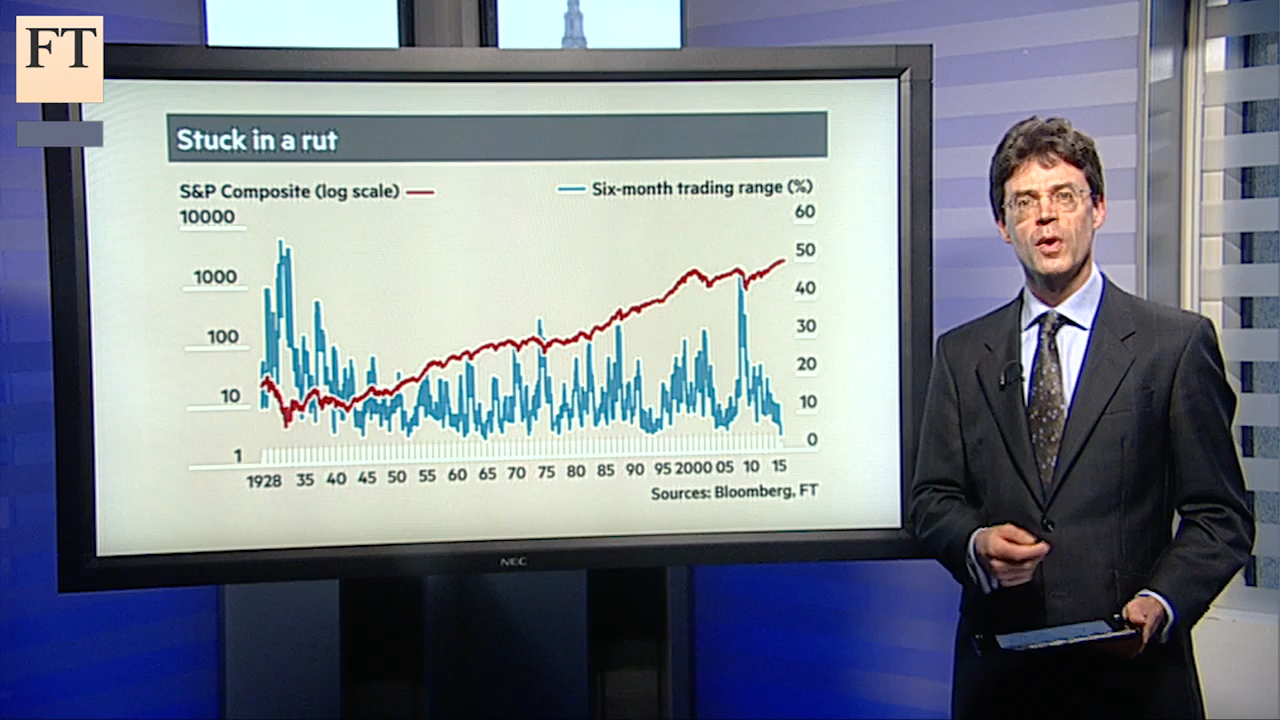 FT
Stuck in a rut
S&P Composite (log scale)
Six-month trading range (%)
10000
1000
100
10
1
60
50
40
30
20
10
0
1928 35 40 45 50 55 60 65 70 75 80 85 90 95 2000 05 10 15
Sources: Bloomberg, FT
NEC